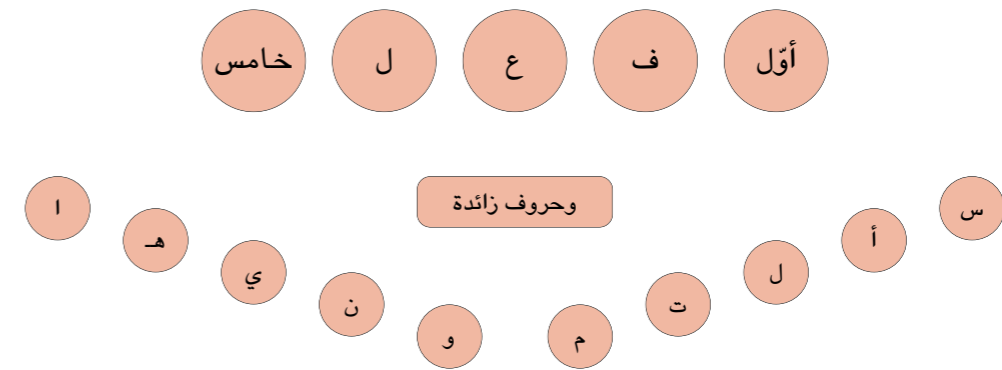 أوّل ف ع ل خامس
وحروف زائدة
س أ ل ت م و ن ي هـ ا